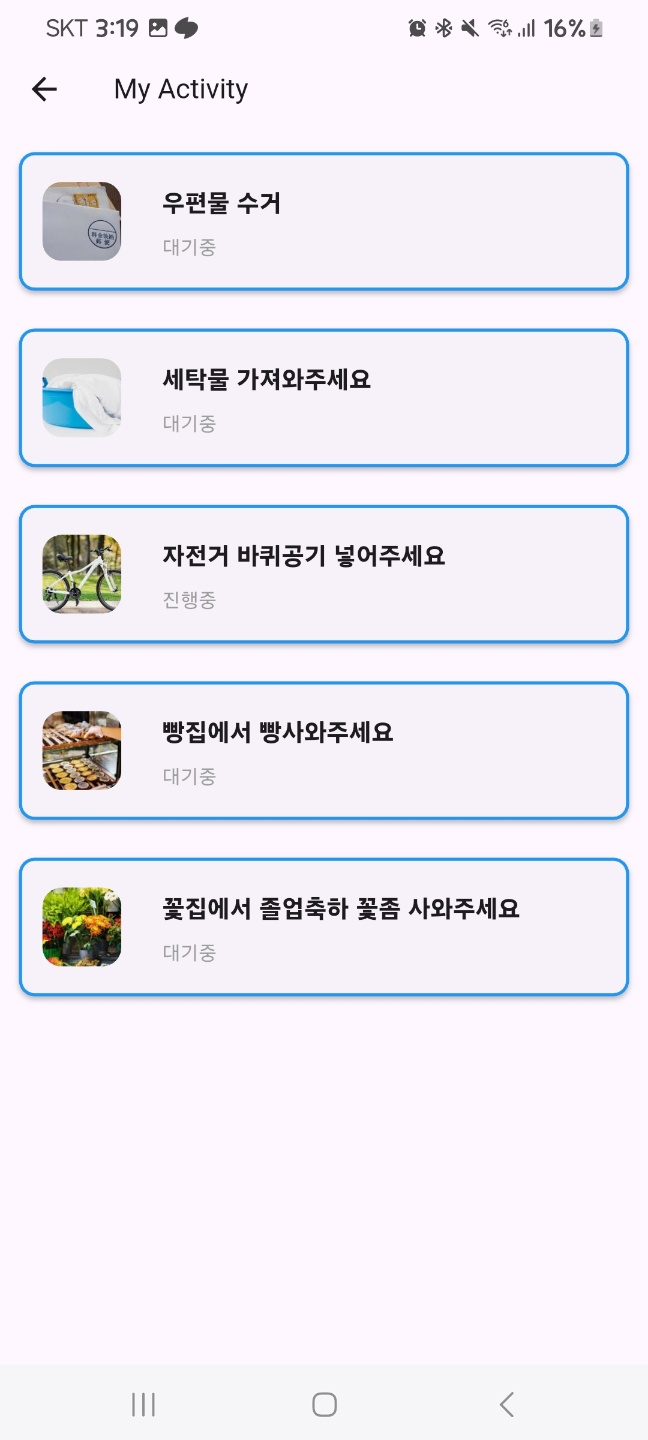 SKT 3:19 16%
My Activity
우편물 수거
대기중
세탁물 가져와주세요
대기중
자전거 바퀴공기 넣어주세요
진행중
빵집에서 빵사와주세요
대기중
꽃집에서 졸업축하 꽃좀 사와주세요
대기중